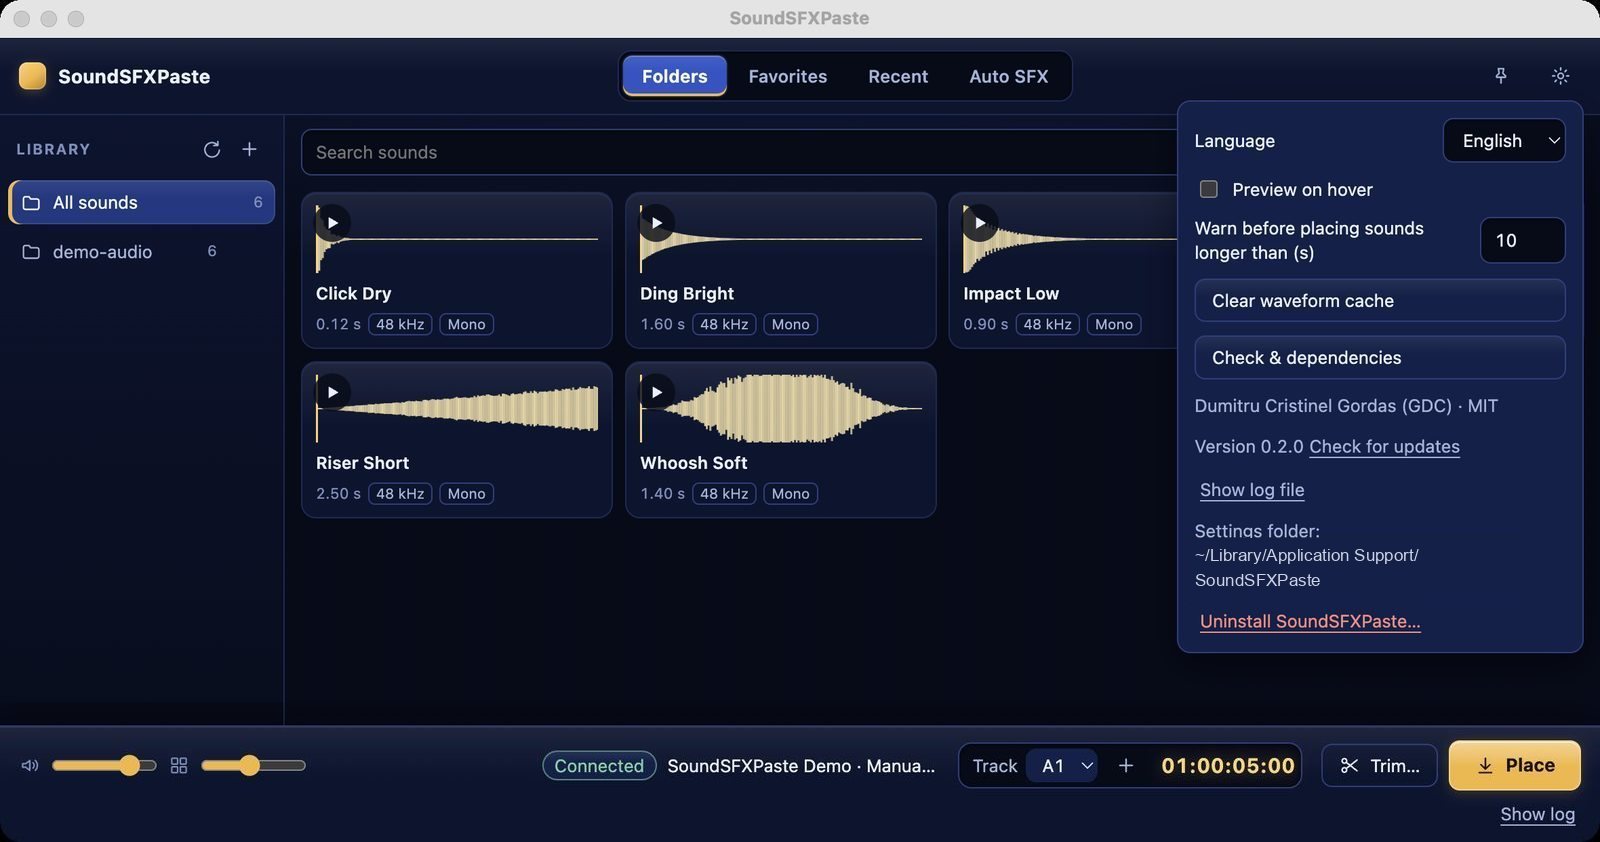 SoundSFXPaste
SoundSFXPaste
Folders
Favorites
Recent
Auto SFX
LIBRARY
All sounds
6
demo-audio
6
Search sounds
Click Dry
0.12 s
48 kHz
Mono
Ding Bright
1.60 s
48 kHz
Mono
Impact Low
0.90 s
48 kHz
Mono
Riser Short
2.50 s
48 kHz
Mono
Whoosh Soft
1.40 s
48 kHz
Mono
Language
English
Preview on hover
Warn before placing sounds
longer than (s)
10
Clear waveform cache
Check & dependencies
Dumitru Cristinel Gordas (GDC) · MIT
Version 0.2.0 Check for updates
Show log file
Settings folder:
~/Library/Application Support/
SoundSFXPaste
Uninstall SoundSFXPaste...
Connected
SoundSFXPaste Demo · Manua...
Track
A1
01:00:05:00
Trim...
Place
Show log